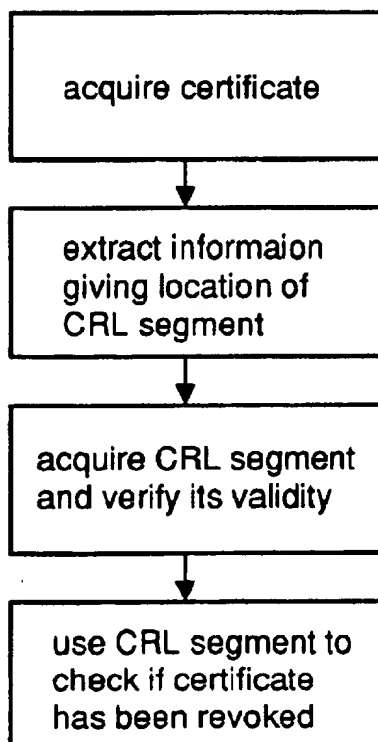 acquire certificate
extract informaion
giving location of
CRL segment
acquire CRL segment
and verify its validity
use CRL segment to
check if certificate
has been revoked